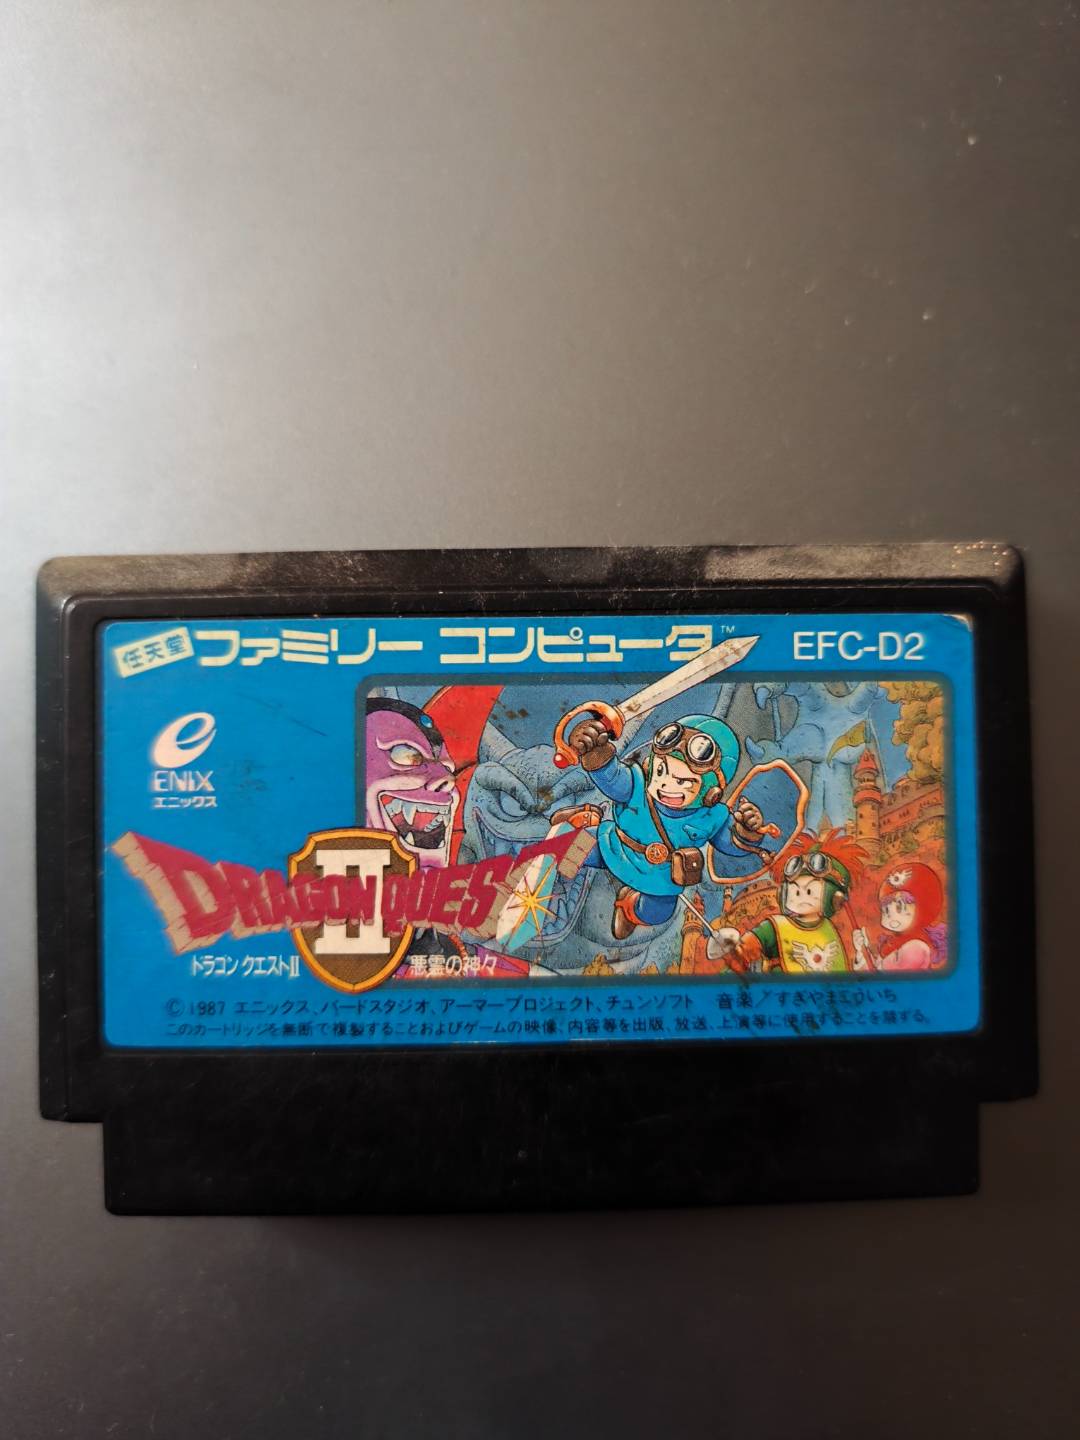 任天堂 ファミリー コンピュータ™ EFC-D2
e
ENIX
エニックス
DRAGON QUEST
II
ドラゴンクエストII 悪霊の神々
© 1987 エニックス、バードスタジオ、アーマープロジェクト、チュンソフト 音楽／すぎやまこういち
このカートリッジを無断で複製することおよびゲームの映像、内容等を出版、放送、上演等に使用することを禁ずる。